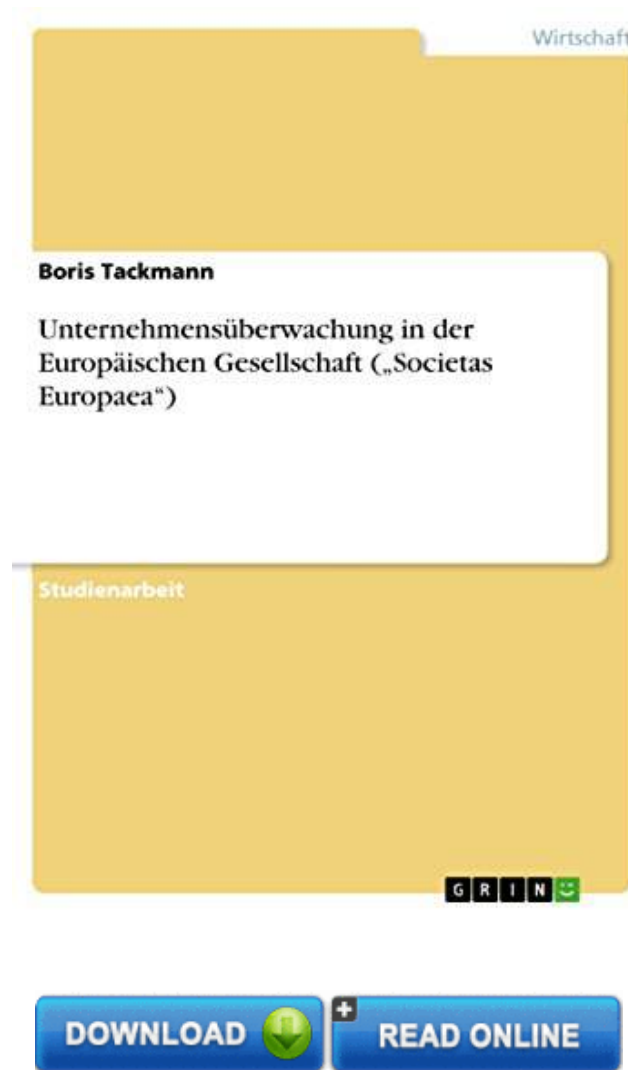 Wirtschaft
Boris Tackmann
Unternehmensüberwachung in der
Europäischen Gesellschaft („Societas
Europaea“)
Studienarbeit
GRIN
DOWNLOAD
READ ONLINE